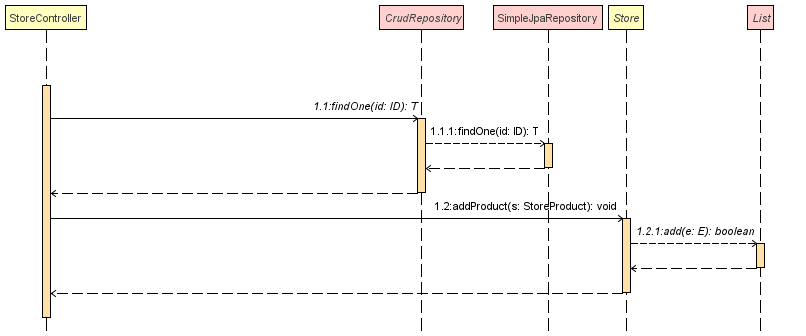 StoreController
CrudRepository
SimpleJpaRepository
Store
List
1.1:findOne(id: ID): T
1.1.1:findOne(id: ID): T
1.2:addProduct(s: StoreProduct): void
1.2.1:add(e: E): boolean